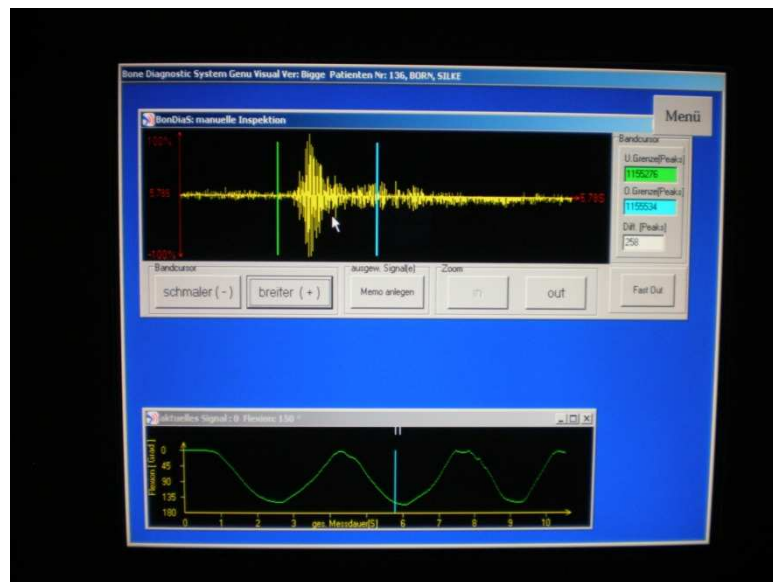 Bone Diagnostic System Genu Visual Ver: Bigge Patienten Nr: 136, BORN, SILKE
Menü
BonDiaS: manuelle Inspektion
100%
5.785
-100%
5.785
Bandcursor
U.Grenze[Peaks]
1155276
O.Grenze[Peaks]
1155534
Diff. [Peaks]
258
Bandcursor
schmaler ( - )
breiter ( + )
ausgew. Signal(e)
Memo anlegen
Zoom
in
out
Fast Out
aktuelles Signal : 0 Flexion: 150 °
Flexion [ Grad ]
0
45
90
135
180
0 1 2 3 ges. Messdauer[S] 6 7 8 9 10